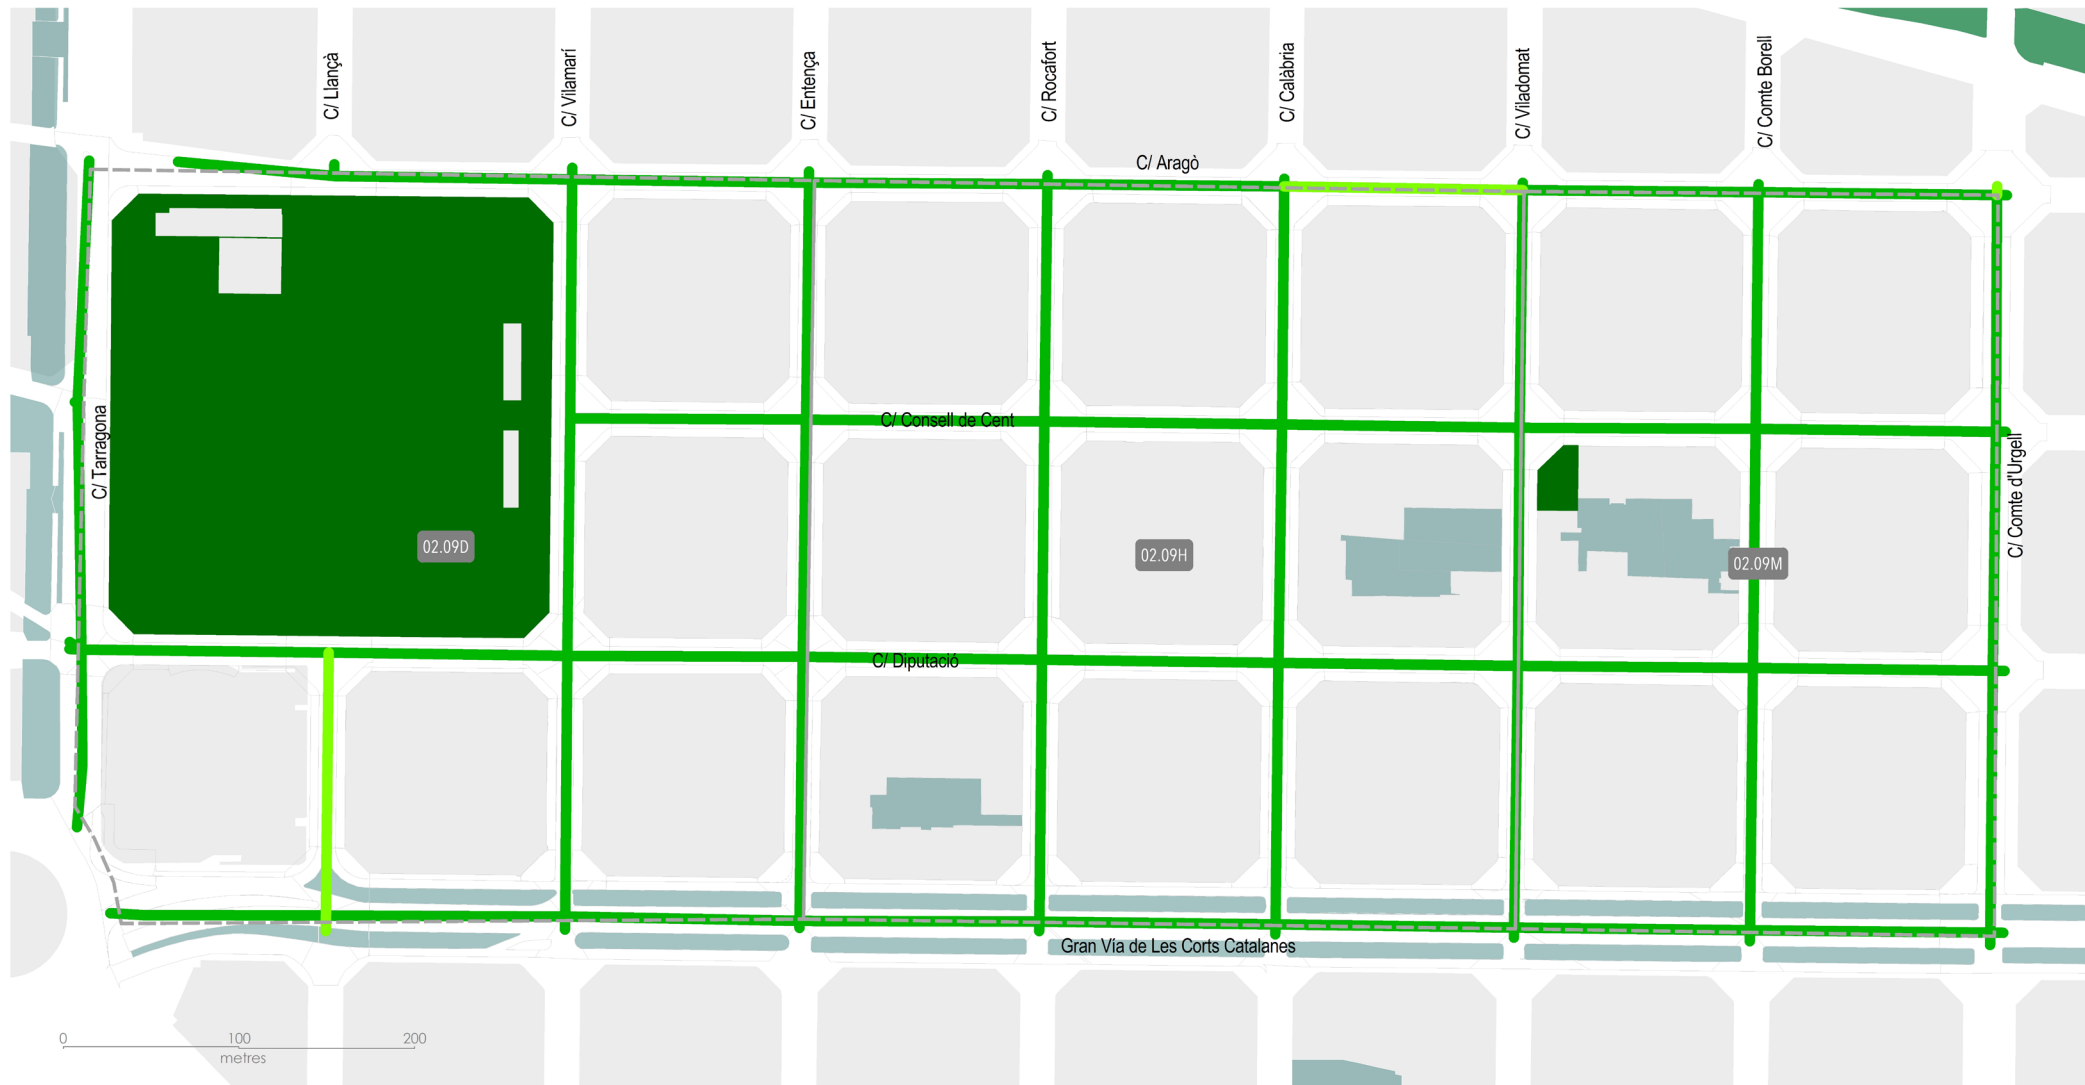 C/ Llançà
C/ Vilamarí
C/ Entença
C/ Rocafort
C/ Calàbria
C/ Viladomat
C/ Comte Borell
C/ Aragò
C/ Tarragona
C/ Consell de Cent
C/ Comte d'Urgell
02.09D
02.09H
02.09M
C/ Diputació
Gran Vía de Les Corts Catalanes
0 100 200
metres